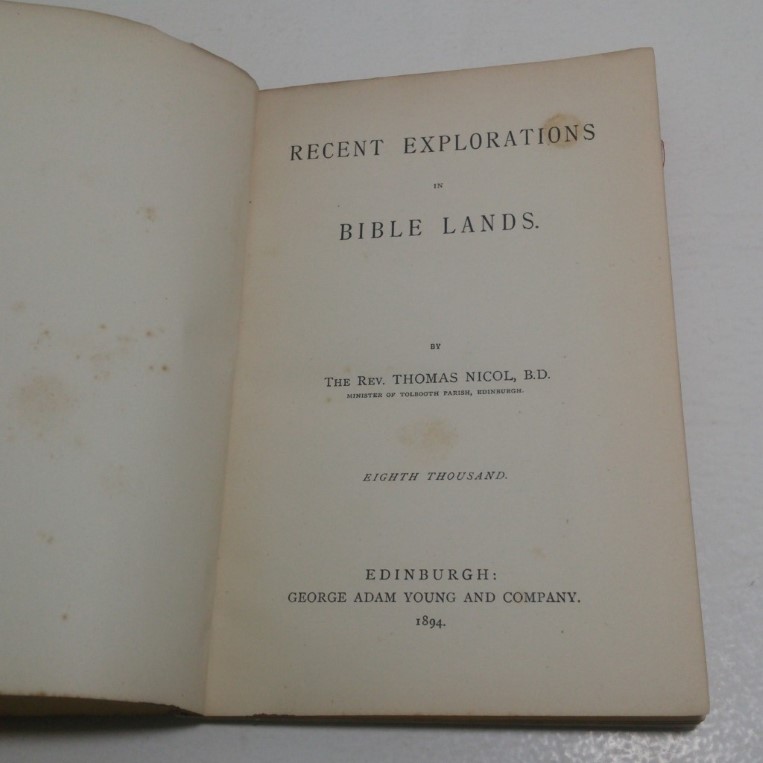 RECENT EXPLORATIONS
IN
BIBLE LANDS.
BY
THE REV. THOMAS NICOL, B.D.
MINISTER OF TOLBOOTH PARISH, EDINBURGH.
EIGHTH THOUSAND.
EDINBURGH:
GEORGE ADAM YOUNG AND COMPANY.
1894.